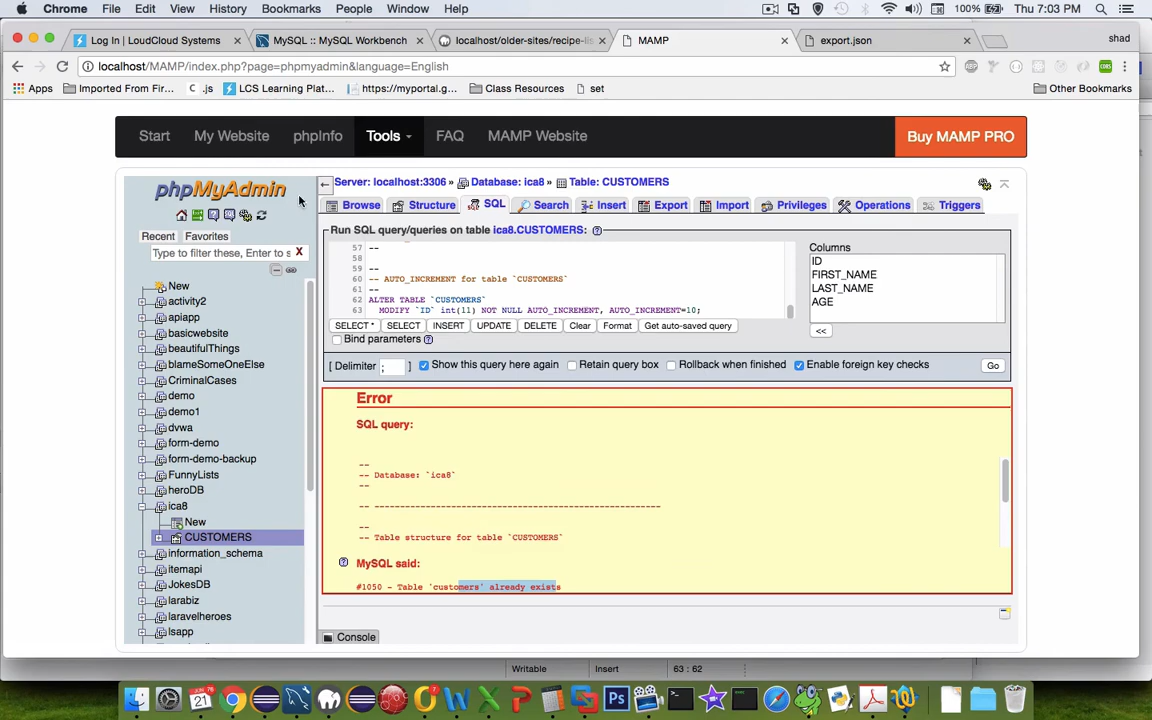 Chrome File Edit View History Bookmarks People Window Help 100% Thu 7:03 PM
Log In | LoudCloud Systems × MySQL :: MySQL Workbench × localhost/older-sites/recipe-lis × MAMP × export.json × shad
localhost/MAMP/index.php?page=phpmyadmin&language=English
Apps Imported From Fir... .js LCS Learning Plat... https://myportal.g... Class Resources set Other Bookmarks
Start My Website phpInfo Tools FAQ MAMP Website Buy MAMP PRO
phpMyAdmin
Recent Favorites
Type to filter these, Enter to s X
New
activity2
apiapp
basicwebsite
beautifulThings
blameSomeOneElse
CriminalCases
demo
demo1
dvwa
form-demo
form-demo-backup
FunnyLists
heroDB
ica8
New
CUSTOMERS
information_schema
itemapi
JokesDB
larabiz
laravelheroes
lsapp
Server: localhost:3306 » Database: ica8 » Table: CUSTOMERS
Browse Structure SQL Search Insert Export Import Privileges Operations Triggers
Run SQL query/queries on table ica8.CUSTOMERS:
57 --
58
59 --
60 -- AUTO_INCREMENT for table `CUSTOMERS`
61 --
62 ALTER TABLE `CUSTOMERS`
63 MODIFY `ID` int(11) NOT NULL AUTO_INCREMENT, AUTO_INCREMENT=10;
Columns
ID
FIRST_NAME
LAST_NAME
AGE
<<
SELECT * SELECT INSERT UPDATE DELETE Clear Format Get auto-saved query
Bind parameters
[ Delimiter ; ] Show this query here again Retain query box Rollback when finished Enable foreign key checks Go
Error
SQL query:
--
-- Database: `ica8`
--
-- --------------------------------------------------------
--
-- Table structure for table `CUSTOMERS`
MySQL said:
#1050 - Table 'customers' already exists
Console
Writable Insert 63 : 62